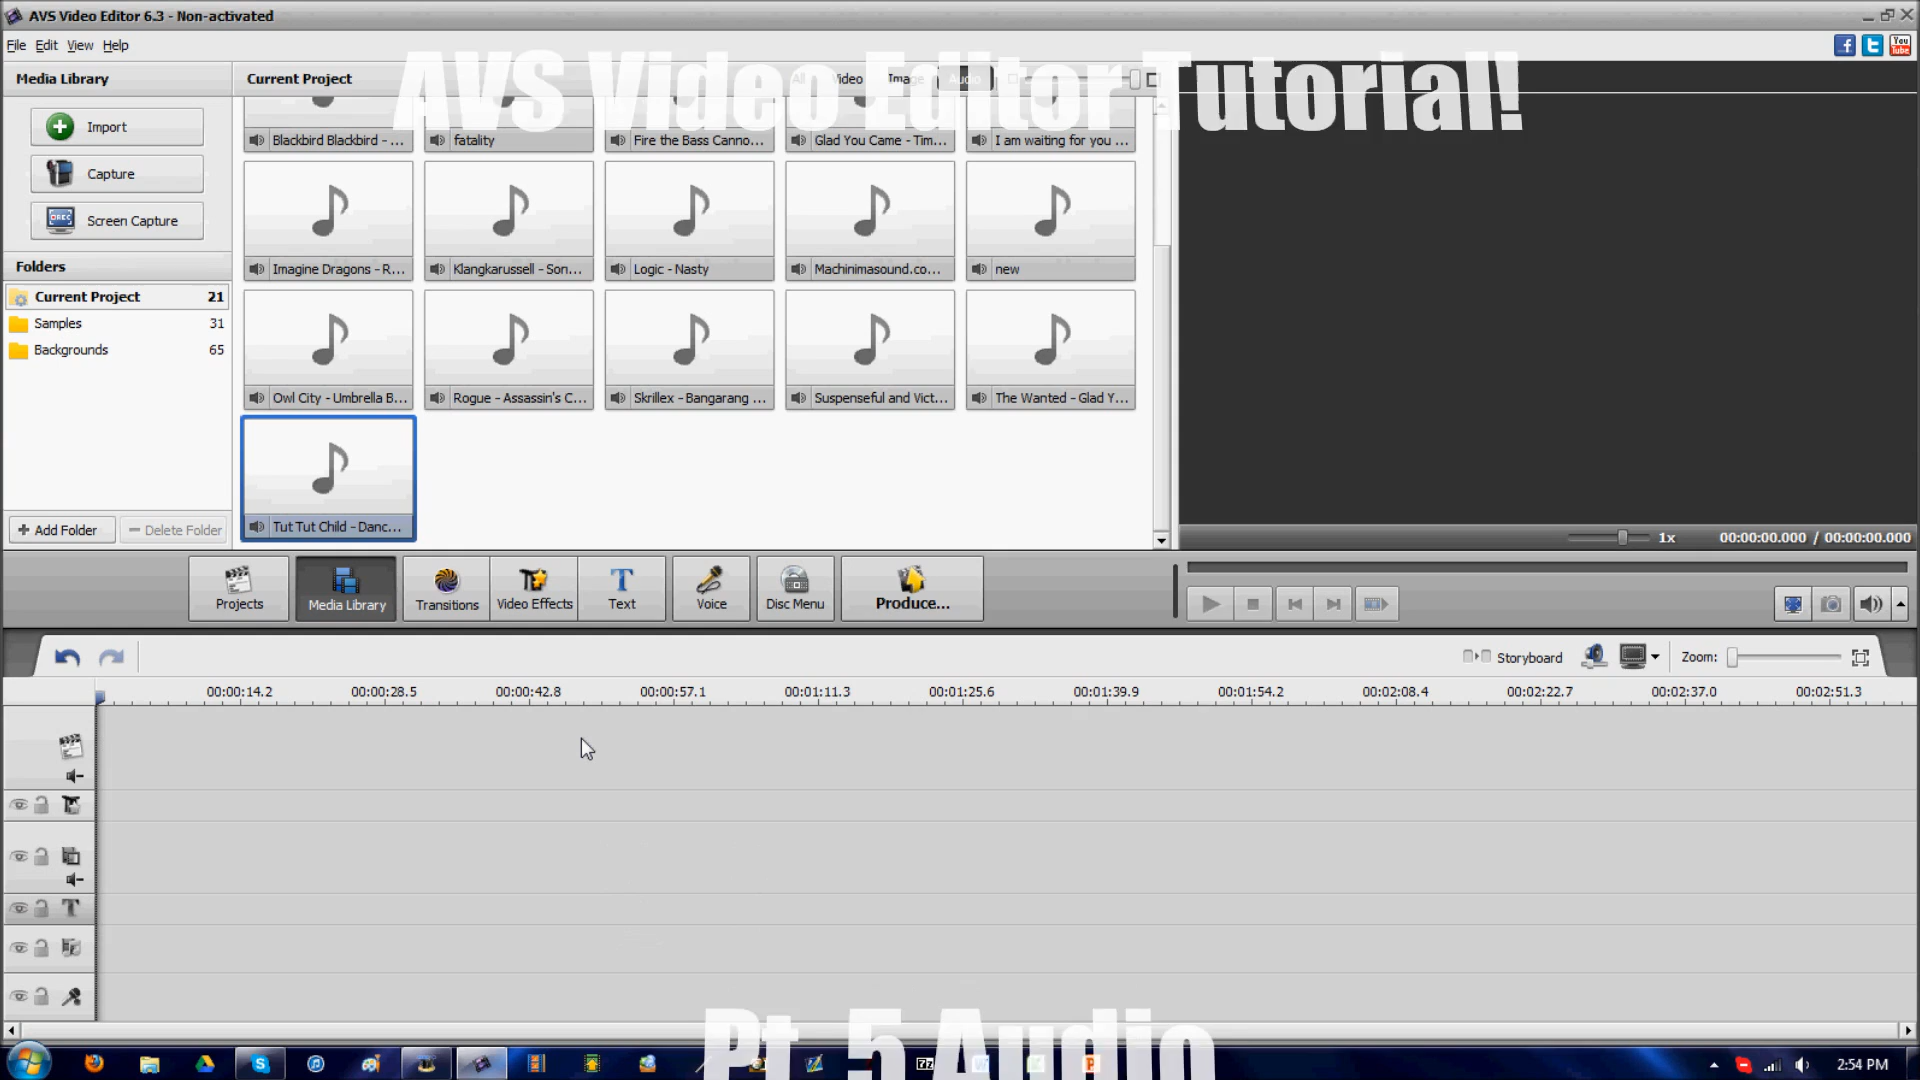 AVS Video Editor 6.3 - Non-activated
File Edit View Help
AVS Video Editor Tutorial!
Media Library
Current Project
All Video Image Audio
Import
Capture
Screen Capture
Blackbird Blackbird - ...
fatality
Fire the Bass Canno...
Glad You Came - Tim...
I am waiting for you ...
Imagine Dragons - R...
Klangkarussell - Son...
Logic - Nasty
Machinimasound.co...
new
Folders
Current Project 21
Samples 31
Backgrounds 65
Owl City - Umbrella B...
Rogue - Assassin's C...
Skrillex - Bangarang ...
Suspenseful and Vict...
The Wanted - Glad Y...
Tut Tut Child - Danc...
Add Folder
Delete Folder
1x
00:00:00.000 / 00:00:00.000
Projects
Media Library
Transitions
Video Effects
Text
Voice
Disc Menu
Produce...
Storyboard
Zoom:
00:00:14.2 00:00:28.5 00:00:42.8 00:00:57.1 00:01:11.3 00:01:25.6 00:01:39.9 00:01:54.2 00:02:08.4 00:02:22.7 00:02:37.0 00:02:51.3
Pt. 5 Audio
2:54 PM